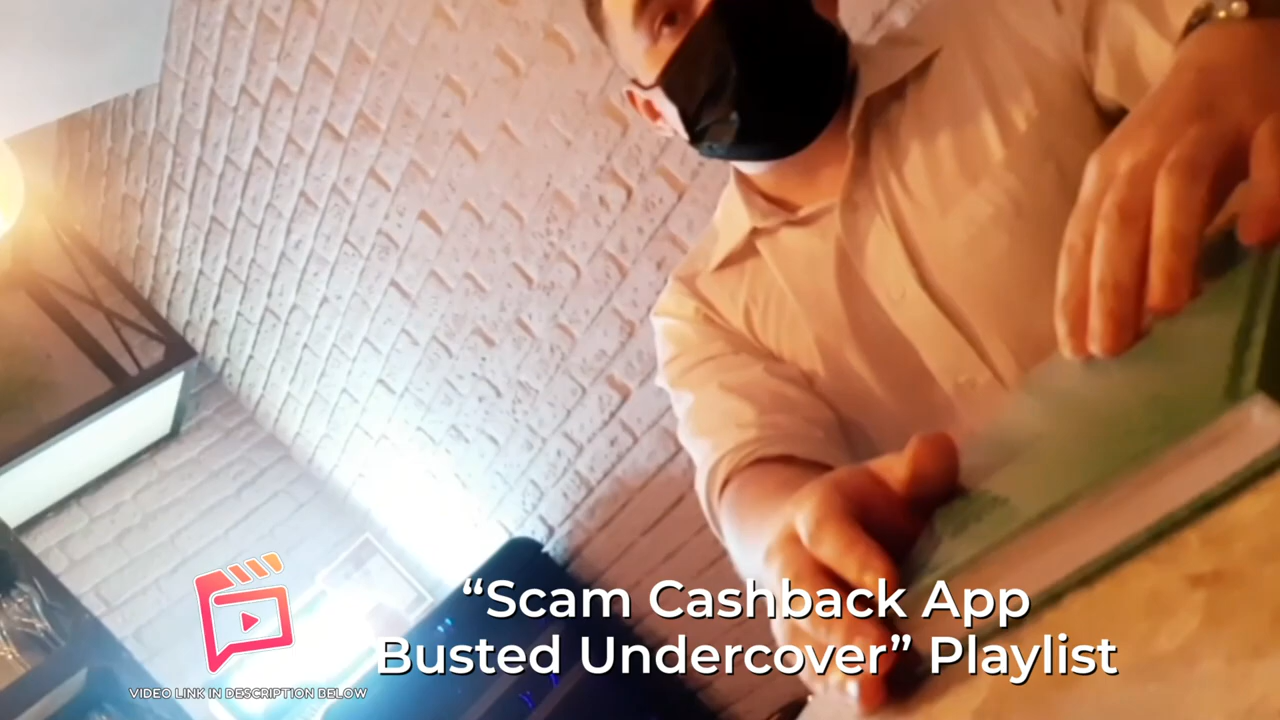 “Scam Cashback App
Busted Undercover” Playlist
VIDEO LINK IN DESCRIPTION BELOW